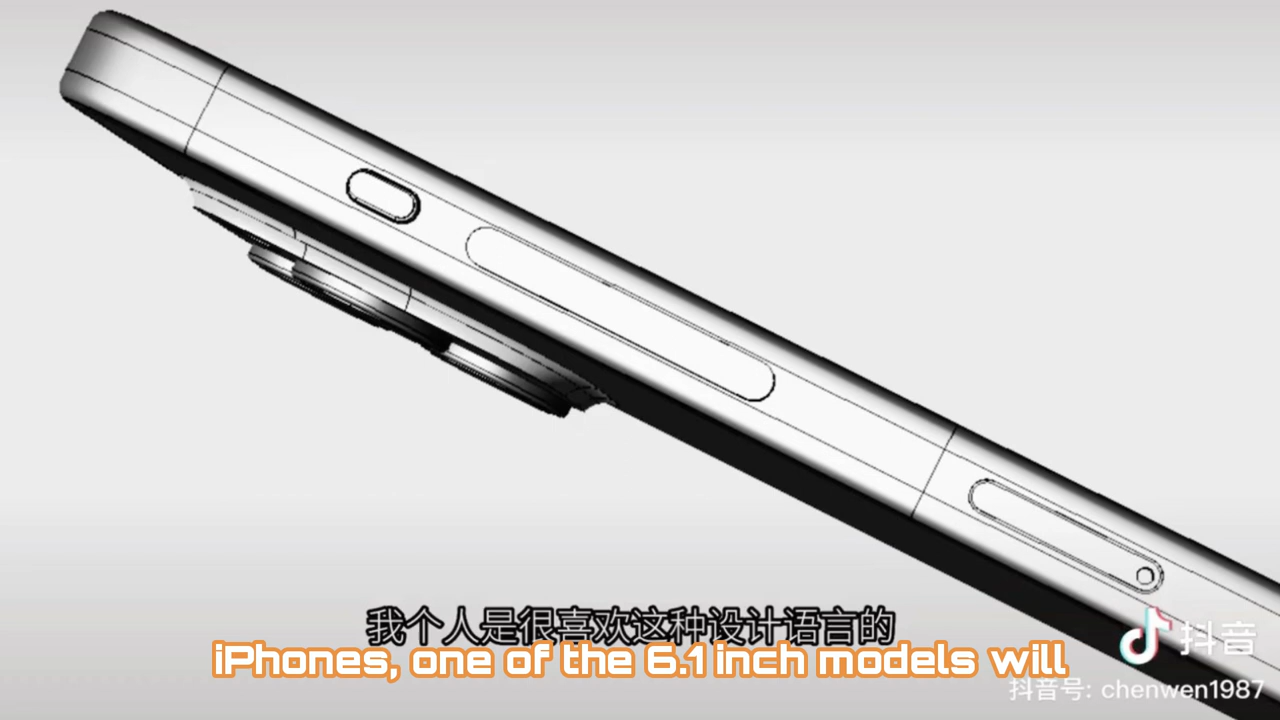 我个人是很喜欢这种设计语言的
iPhones, one of the 6.1 inch models will
抖音
抖音号: chenwen1987